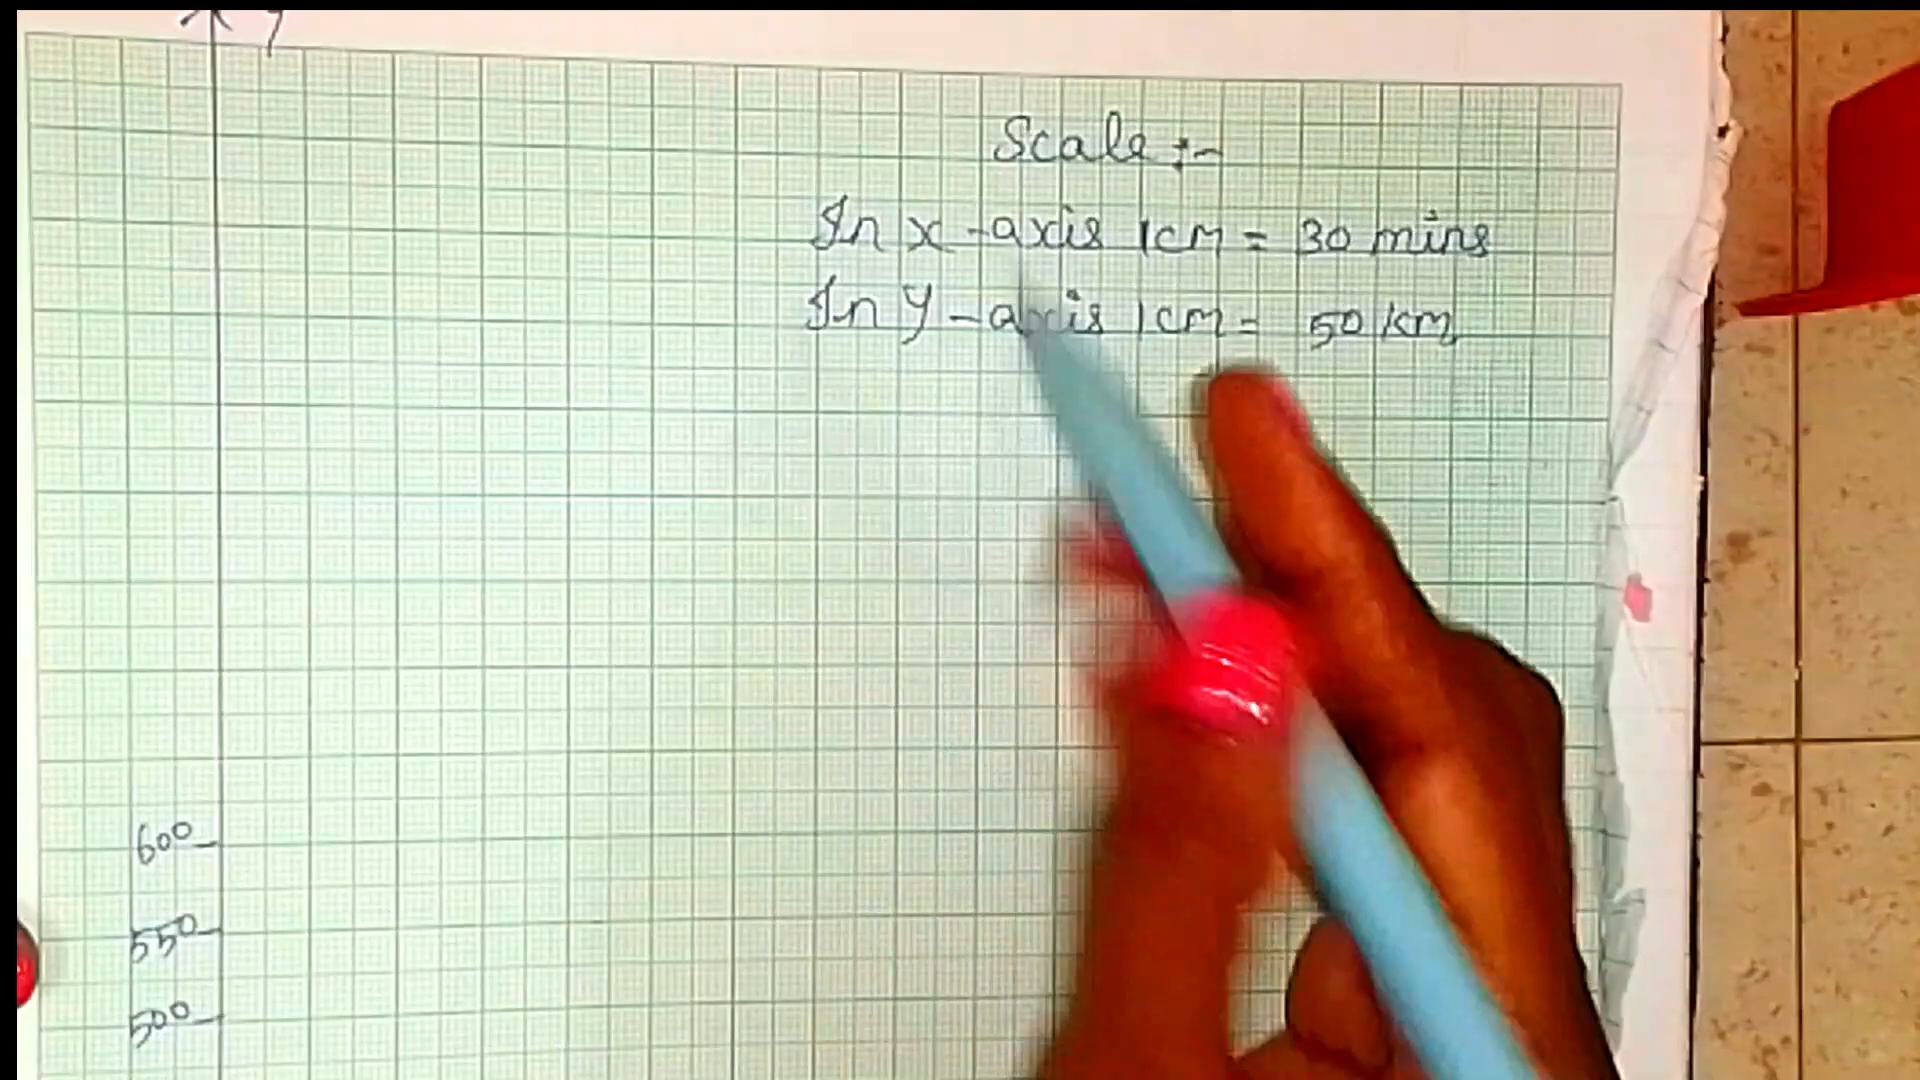 y
Scale :-
In x-axis 1cm = 30 mins
In y-axis 1cm = 50 km
600
550
500